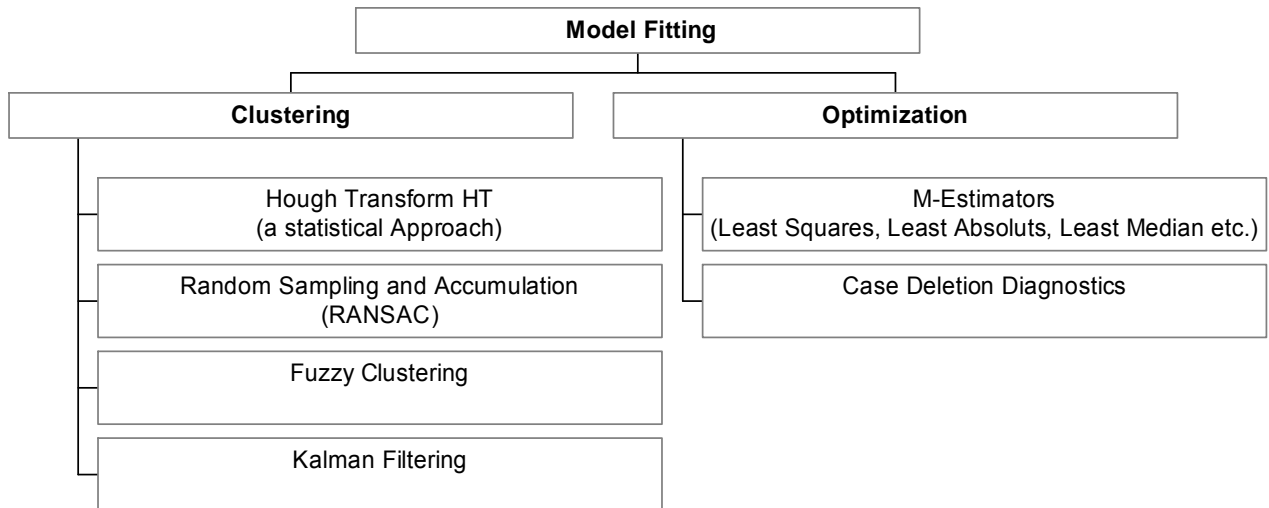 Model Fitting
Clustering
Hough Transform HT
(a statistical Approach)
Random Sampling and Accumulation
(RANSAC)
Fuzzy Clustering
Kalman Filtering
Optimization
M-Estimators
(Least Squares, Least Absoluts, Least Median etc.)
Case Deletion Diagnostics